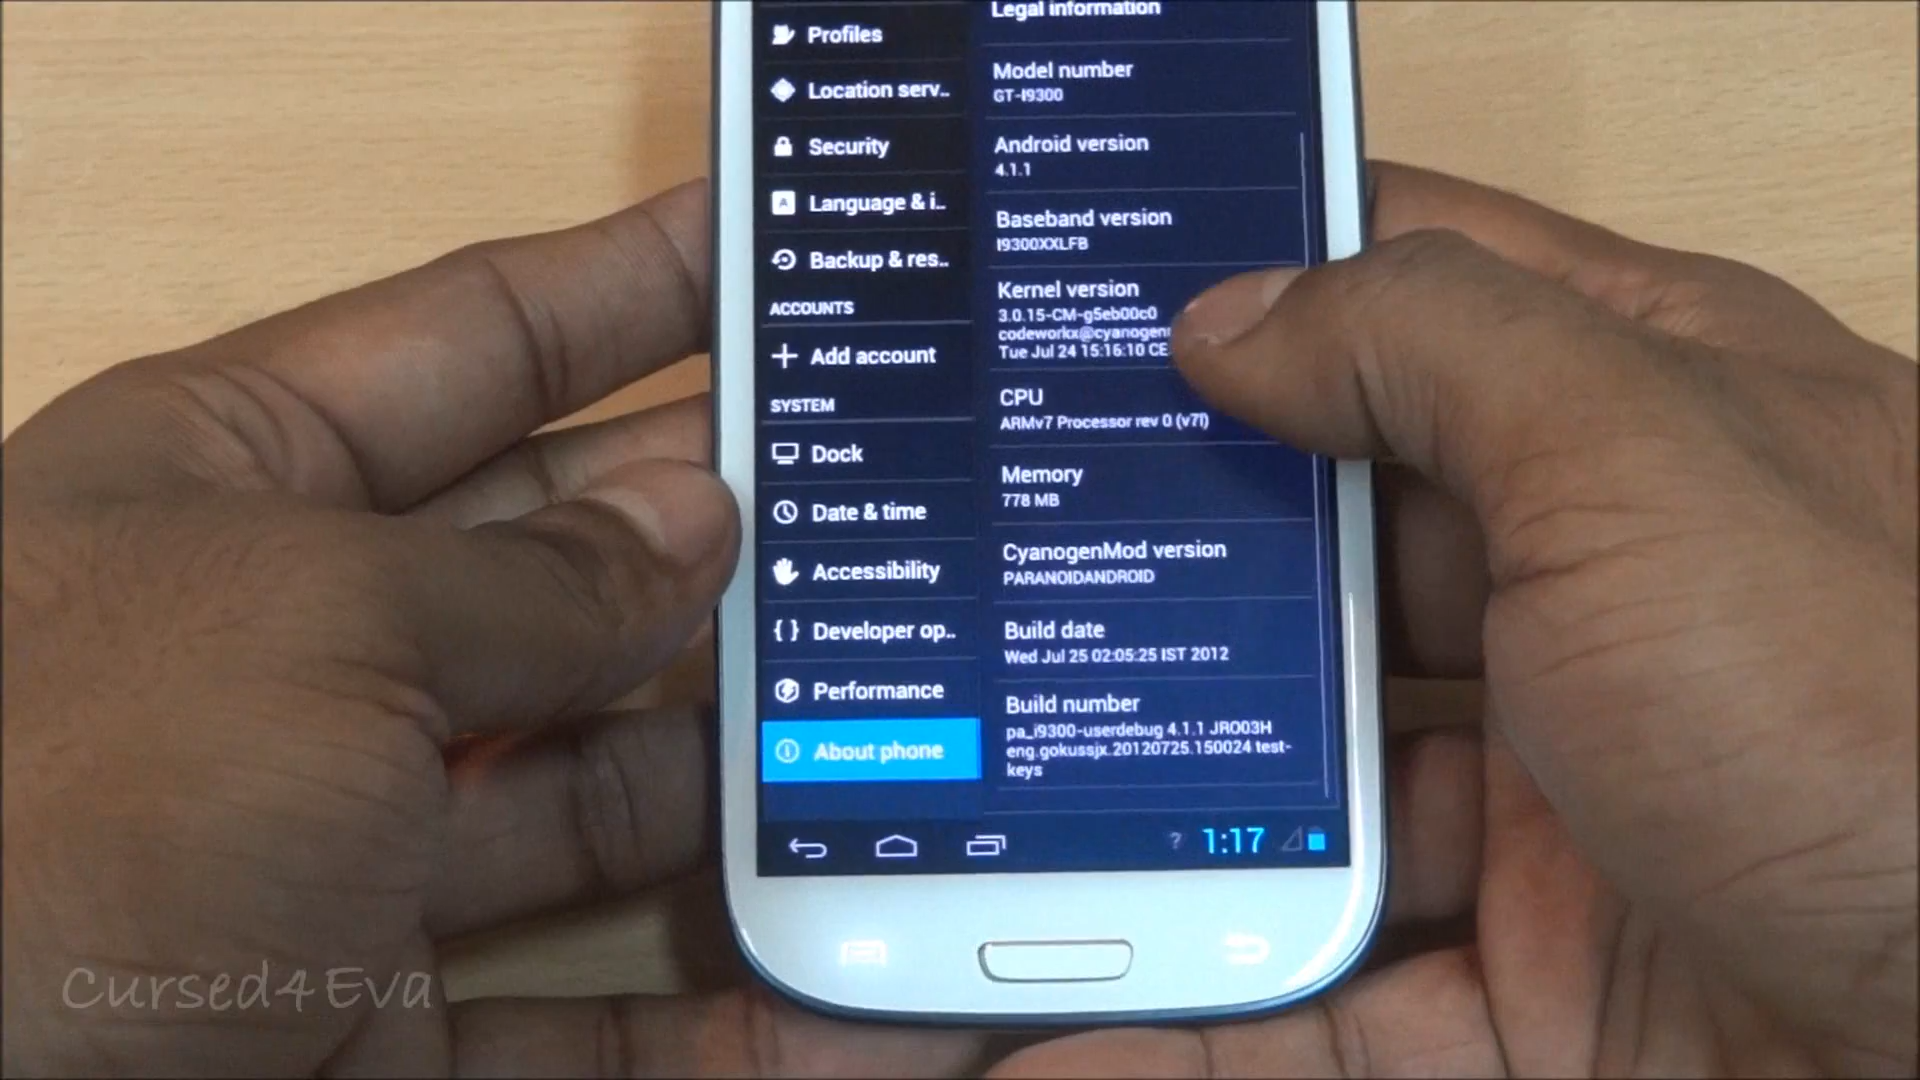 Profiles
Location serv..
Security
Language & i..
Backup & res..
ACCOUNTS
Add account
SYSTEM
Dock
Date & time
Accessibility
{ } Developer op..
Performance
About phone
Legal information
Model number
GT-I9300
Android version
4.1.1
Baseband version
I9300XXLFB
Kernel version
3.0.15-CM-g5eb00c0
codeworkx@cyanogen
Tue Jul 24 15:16:10 CE
CPU
ARMv7 Processor rev 0 (v7l)
Memory
778 MB
CyanogenMod version
PARANOIDANDROID
Build date
Wed Jul 25 02:05:25 IST 2012
Build number
pa_i9300-userdebug 4.1.1 JRO03H
eng.gokussjx.20120725.150024 test-
keys
? 1:17
Cursed4Eva